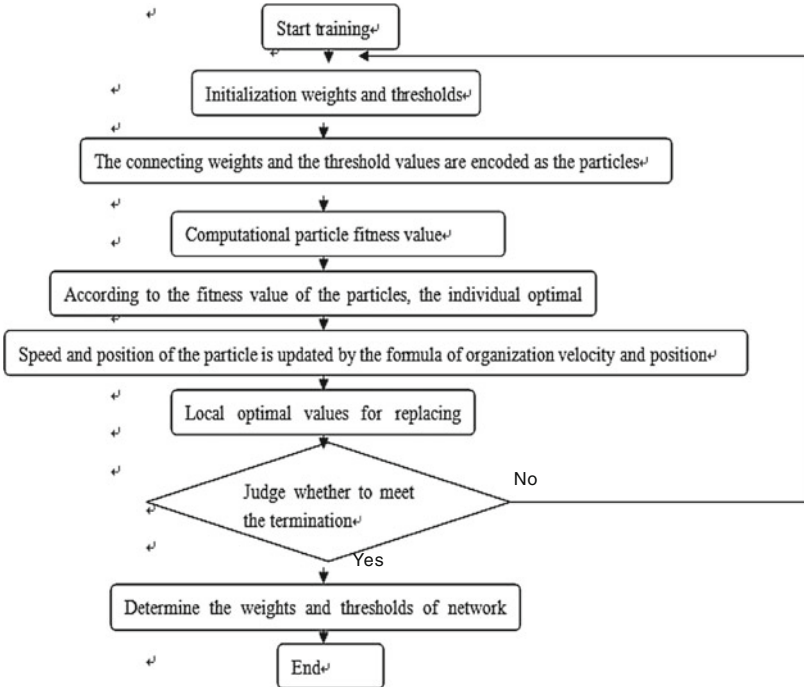 Start training
Initialization weights and thresholds
The connecting weights and the threshold values are encoded as the particles
Computational particle fitness value
According to the fitness value of the particles, the individual optimal
Speed and position of the particle is updated by the formula of organization velocity and position
Local optimal values for replacing
Judge whether to meet
the termination
No
Yes
Determine the weights and thresholds of network
End